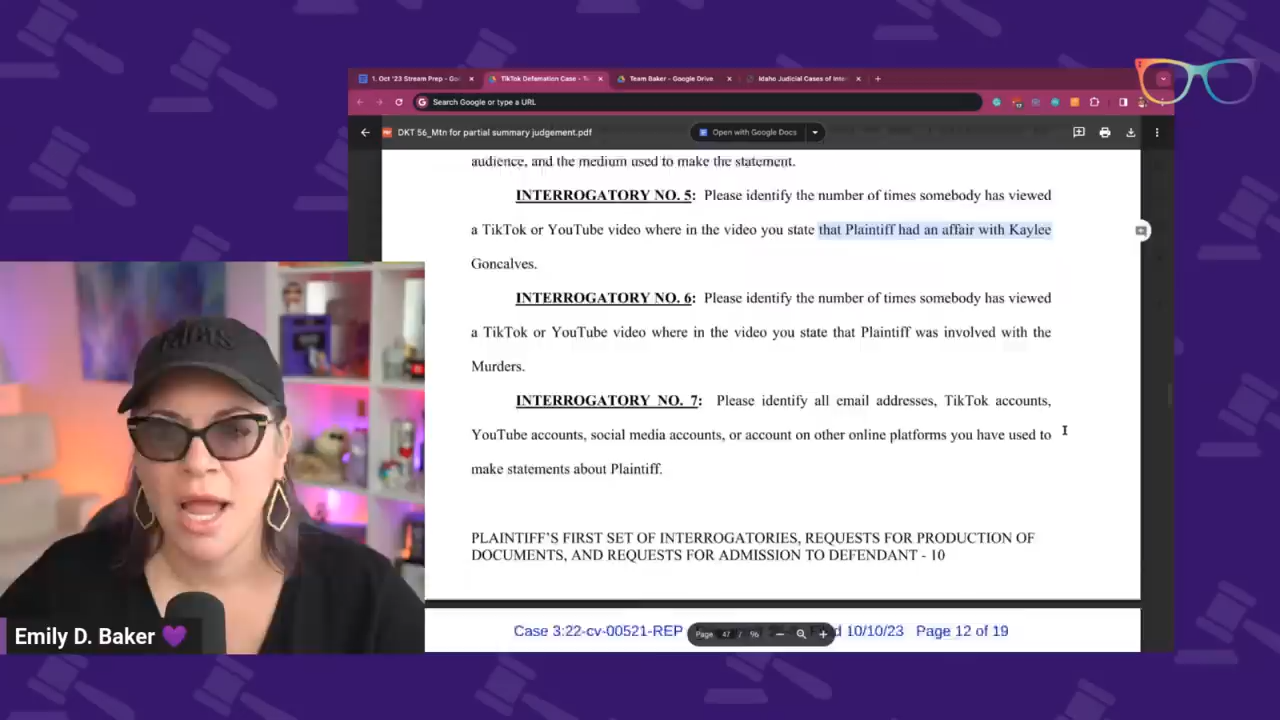 1. Oct '23 Stream Prep - Go
TikTok Defamation Case - T
Team Baker - Google Drive
Idaho Judicial Cases of Inte
Search Google or type a URL
DKT 56_Mtn for partial summary judgement.pdf
Open with Google Docs
audience, and the medium used to make the statement.
INTERROGATORY NO. 5: Please identify the number of times somebody has viewed
a TikTok or YouTube video where in the video you state that Plaintiff had an affair with Kaylee
Goncalves.
INTERROGATORY NO. 6: Please identify the number of times somebody has viewed
a TikTok or YouTube video where in the video you state that Plaintiff was involved with the
Murders.
INTERROGATORY NO. 7: Please identify all email addresses, TikTok accounts,
YouTube accounts, social media accounts, or account on other online platforms you have used to
make statements about Plaintiff.
PLAINTIFF'S FIRST SET OF INTERROGATORIES, REQUESTS FOR PRODUCTION OF
DOCUMENTS, AND REQUESTS FOR ADMISSION TO DEFENDANT - 10
Case 3:22-cv-00521-REP
Page 47 / 96
d 10/10/23 Page 12 of 19
Emily D. Baker 💜